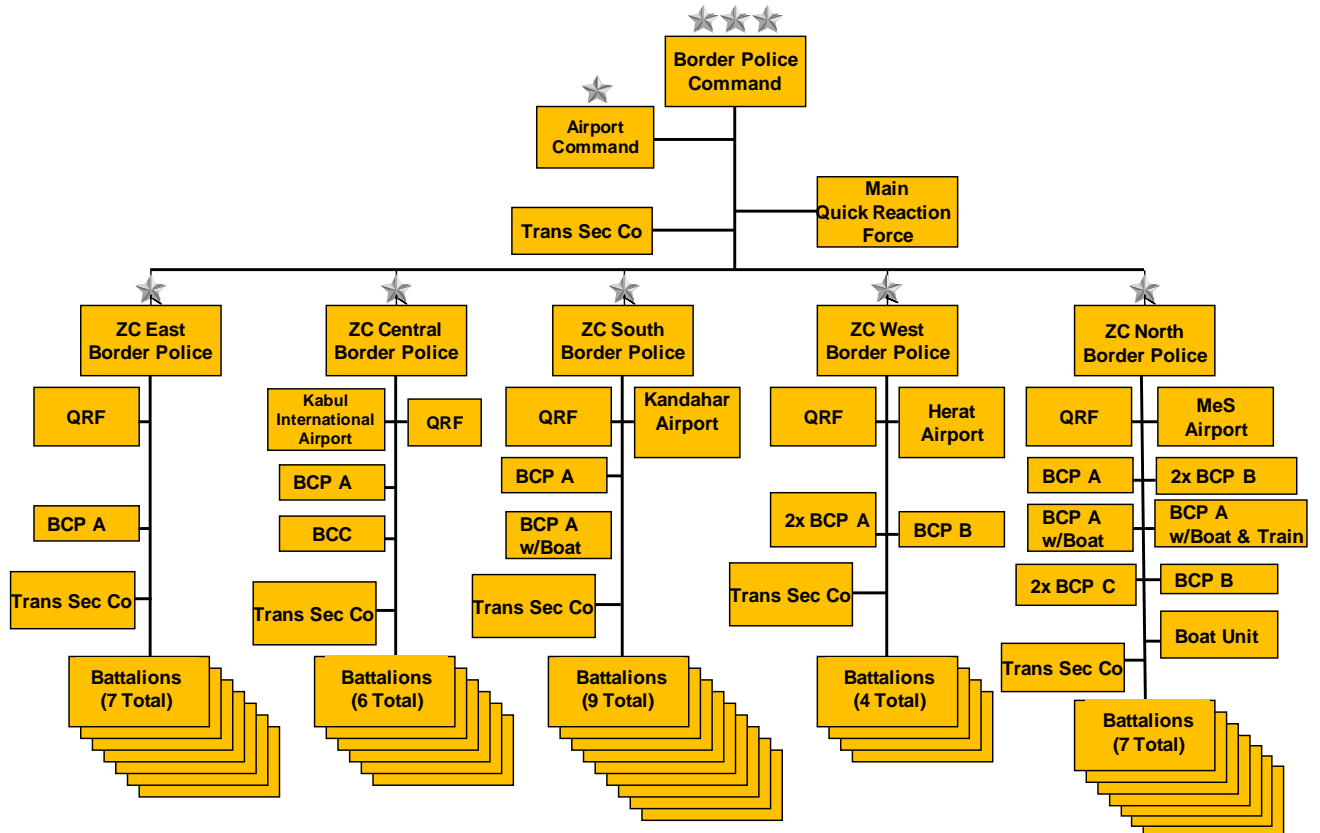 Border Police
Command
Airport
Command
Main
Quick Reaction
Force
Trans Sec Co
ZC East
Border Police
ZC Central
Border Police
ZC South
Border Police
ZC West
Border Police
ZC North
Border Police
QRF
Kabul
International
Airport
QRF
QRF
Kandahar
Airport
QRF
Herat
Airport
QRF
MeS
Airport
BCP A
BCP A
BCP A
2x BCP B
BCP A
BCC
BCP A
w/Boat
2x BCP A
BCP B
BCP A
w/Boat
BCP A
w/Boat & Train
Trans Sec Co
Trans Sec Co
Trans Sec Co
Trans Sec Co
2x BCP C
BCP B
Boat Unit
Trans Sec Co
Battalions
(7 Total)
Battalions
(6 Total)
Battalions
(9 Total)
Battalions
(4 Total)
Battalions
(7 Total)